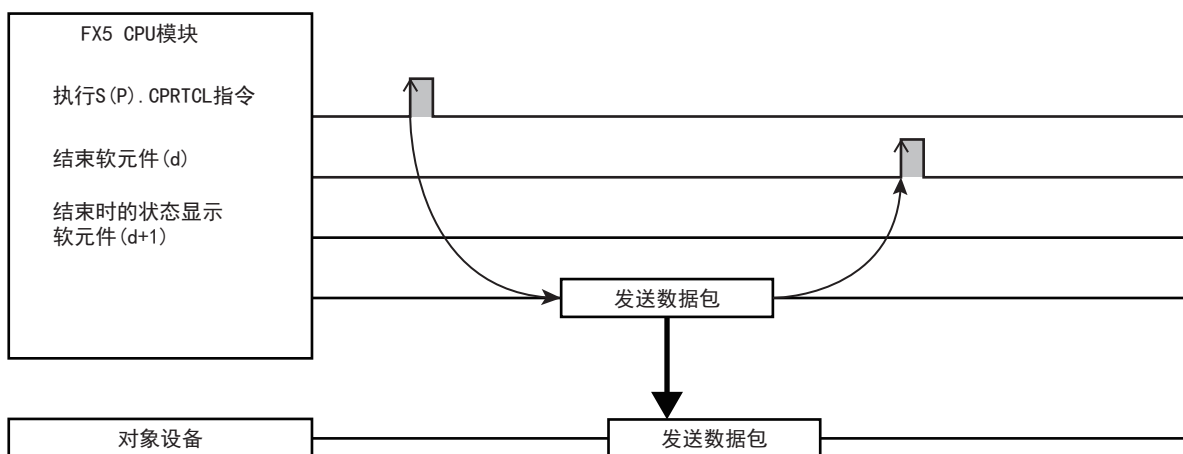 FX5 CPU模块
执行S(P).CPRTCL指令
结束软元件(d)
结束时的状态显示
软元件(d+1)
发送数据包
对象设备
发送数据包